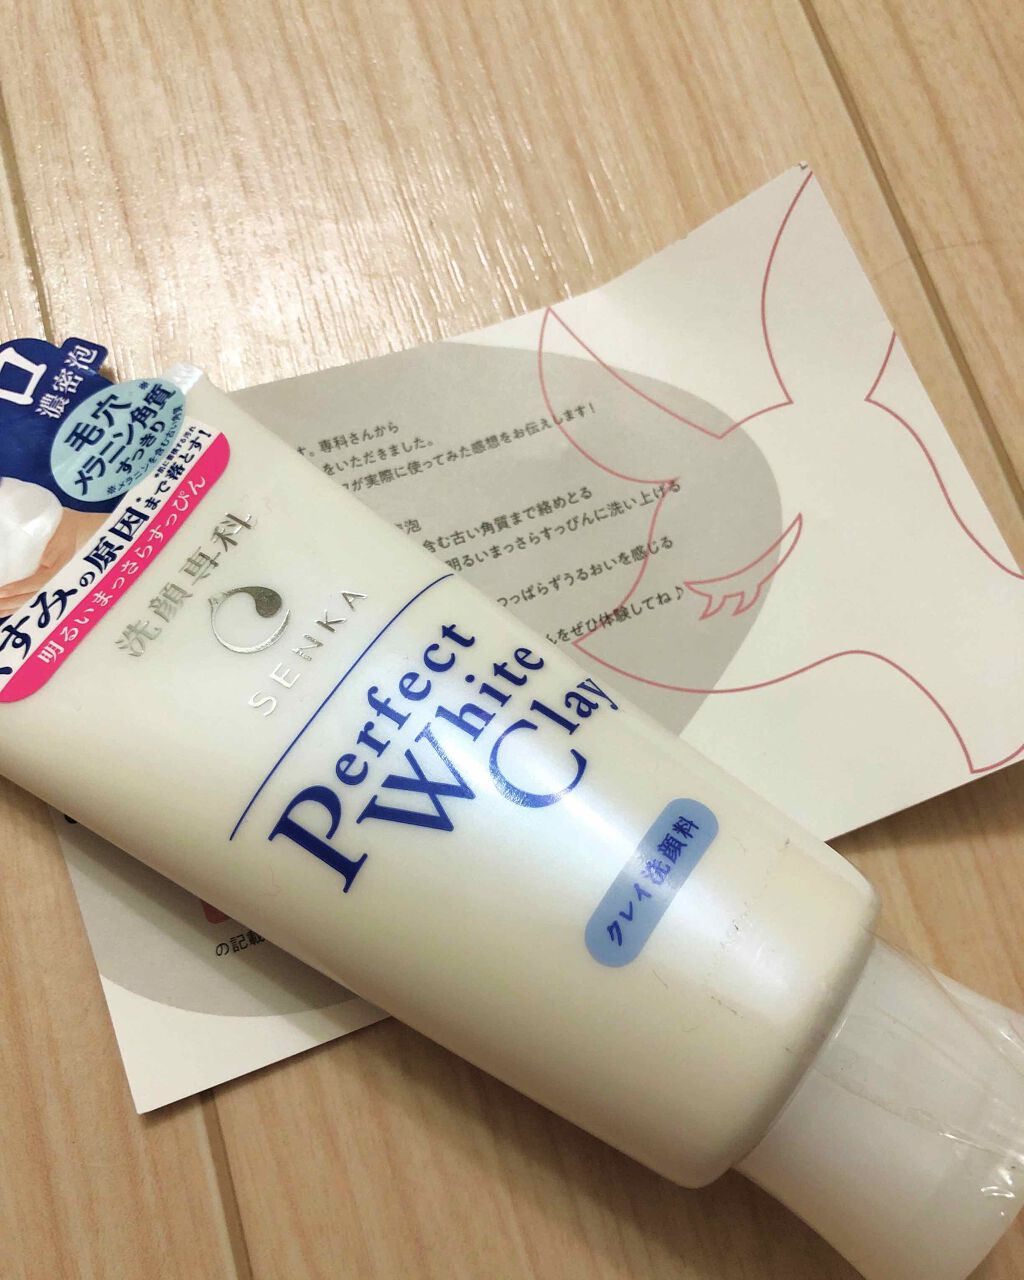 ロ
濃密泡
毛穴※
メラニン角質
すっきり
※メラニンを含む古い角質
すみの原因*まで落とす!
明るいまっさらすっぴん
洗顔専科
SENKA
Perfect
White
Clay
クレイ洗顔料
す。専科さんから
をいただきました。
が実際に使ってみた感想をお伝えします!
泡
含む古い角質まで絡めとる
明るいまっさらすっぴんに洗い上げる
つっぱらずうるおいを感じる
んをぜひ体験してね♪
の記載